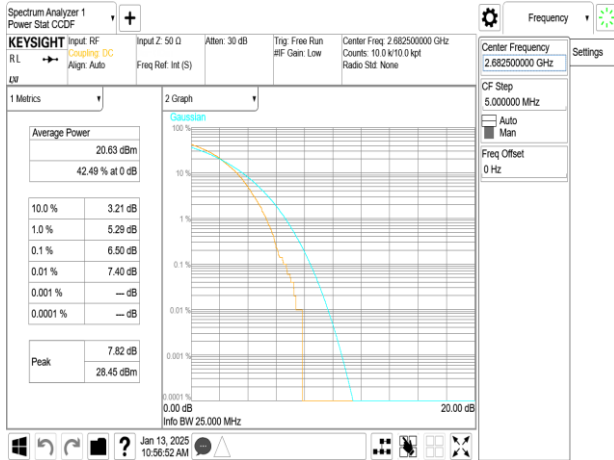 Spectrum Analyzer 1
Power Stat CCDF
+
Frequency
KEYSIGHT
Input: RF
Coupling: DC
Align: Auto
Input Z: 50 Ω
Freq Ref: Int (S)
Atten: 30 dB
Trig: Free Run
#IF Gain: Low
Center Freq: 2.682500000 GHz
Counts: 10.0 k/10.0 kpt
Radio Std: None
RL
LXI
Center Frequency
2.682500000 GHz
Settings
CF Step
5.000000 MHz
Auto
Man
Freq Offset
0 Hz
1 Metrics
2 Graph
Average Power
20.63 dBm
42.49 % at 0 dB
10.0 % 3.21 dB
1.0 % 5.29 dB
0.1 % 6.50 dB
0.01 % 7.40 dB
0.001 % --- dB
0.0001 % --- dB
Peak
7.82 dB
28.45 dBm
Gaussian
100 %
10 %
1 %
0.1 %
0.01 %
0.001 %
0.0001 %
0.00 dB
20.00 dB
Info BW 25.000 MHz
?
Jan 13, 2025
10:56:52 AM